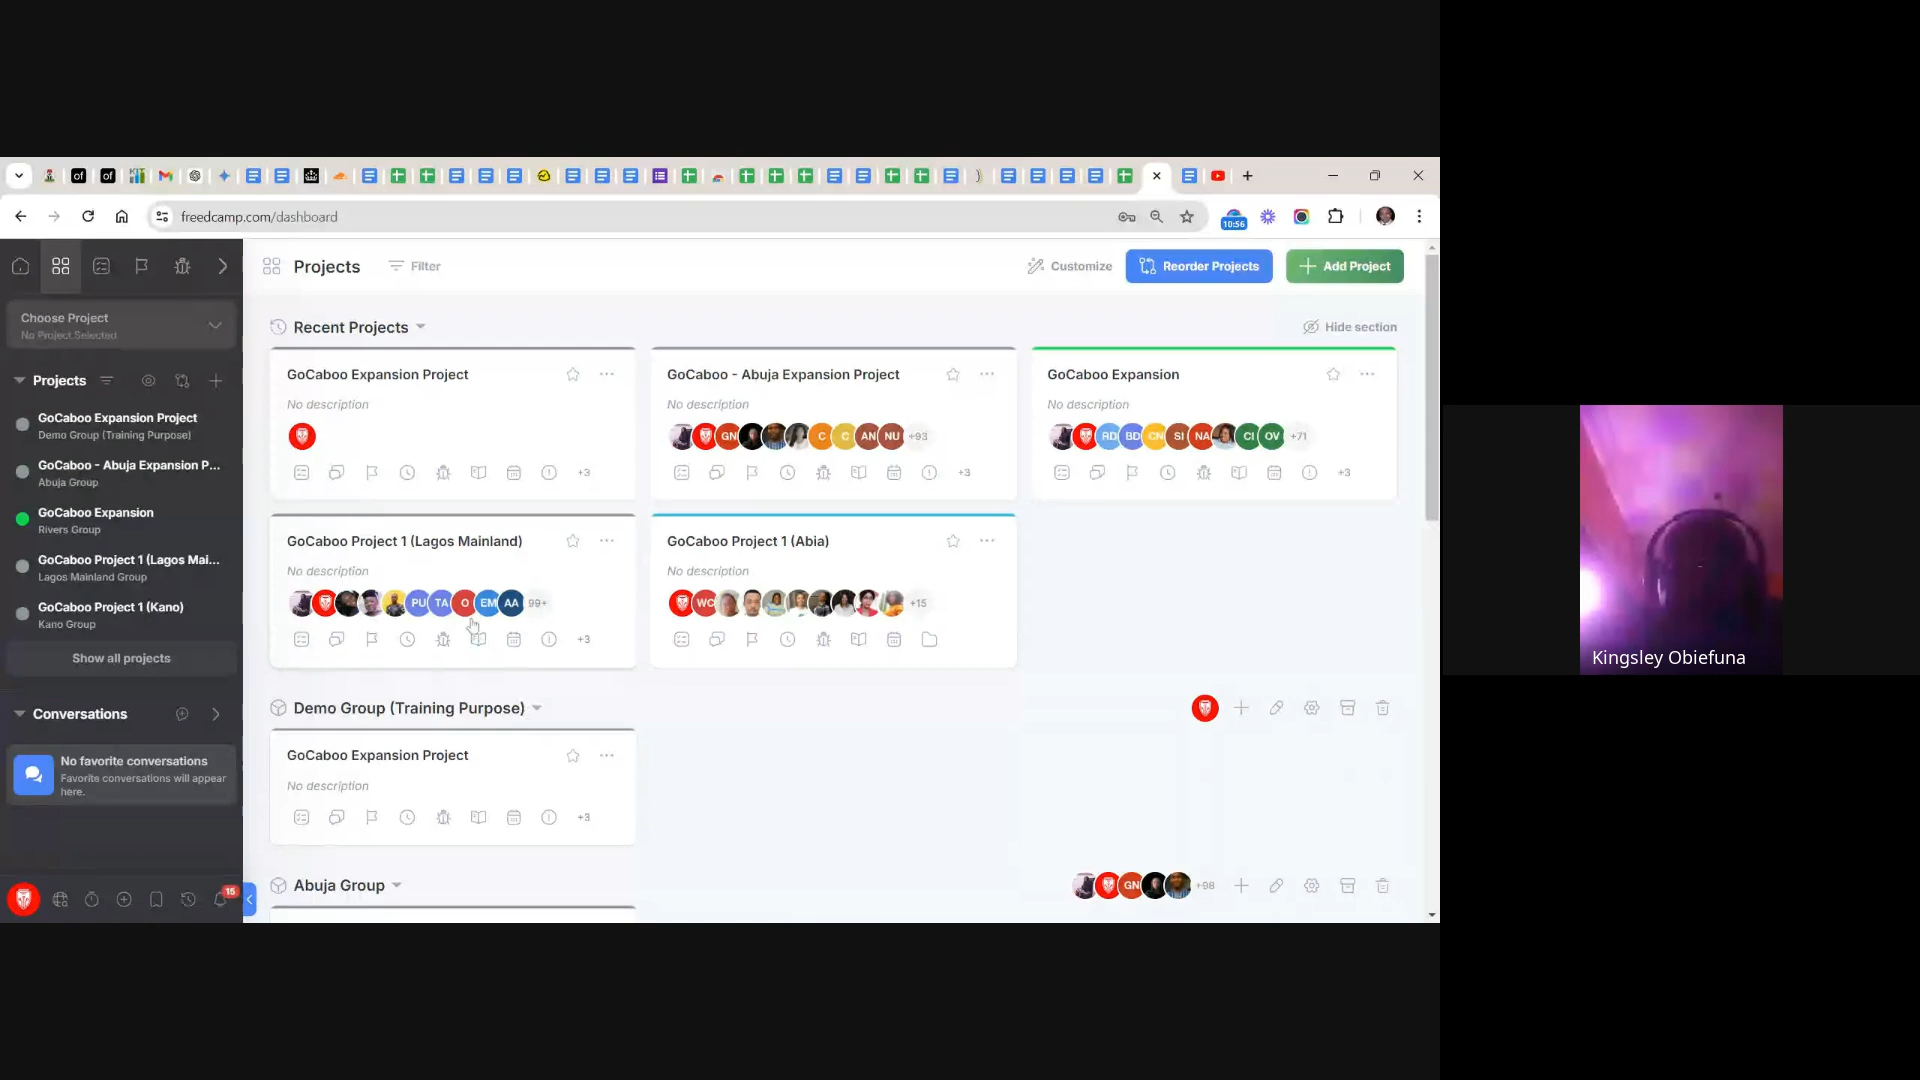 of
of
KIT
freedcamp.com/dashboard
10:56
Projects
Filter
Customize
Reorder Projects
Add Project
Choose Project
No Project Selected
Projects
GoCaboo Expansion Project
Demo Group (Training Purpose)
GoCaboo - Abuja Expansion P...
Abuja Group
GoCaboo Expansion
Rivers Group
GoCaboo Project 1 (Lagos Mai...
Lagos Mainland Group
GoCaboo Project 1 (Kano)
Kano Group
Show all projects
Conversations
No favorite conversations
Favorite conversations will appear
here.
15
Recent Projects
Hide section
GoCaboo Expansion Project
No description
+3
GoCaboo - Abuja Expansion Project
No description
GN C C AN NU +93
+3
GoCaboo Expansion
No description
RD BD CN SI NA CI OV +71
+3
GoCaboo Project 1 (Lagos Mainland)
No description
PU TA O EM AA 99+
+3
GoCaboo Project 1 (Abia)
No description
WC +15
Demo Group (Training Purpose)
GoCaboo Expansion Project
No description
+3
Abuja Group
GN +98
Kingsley Obiefuna